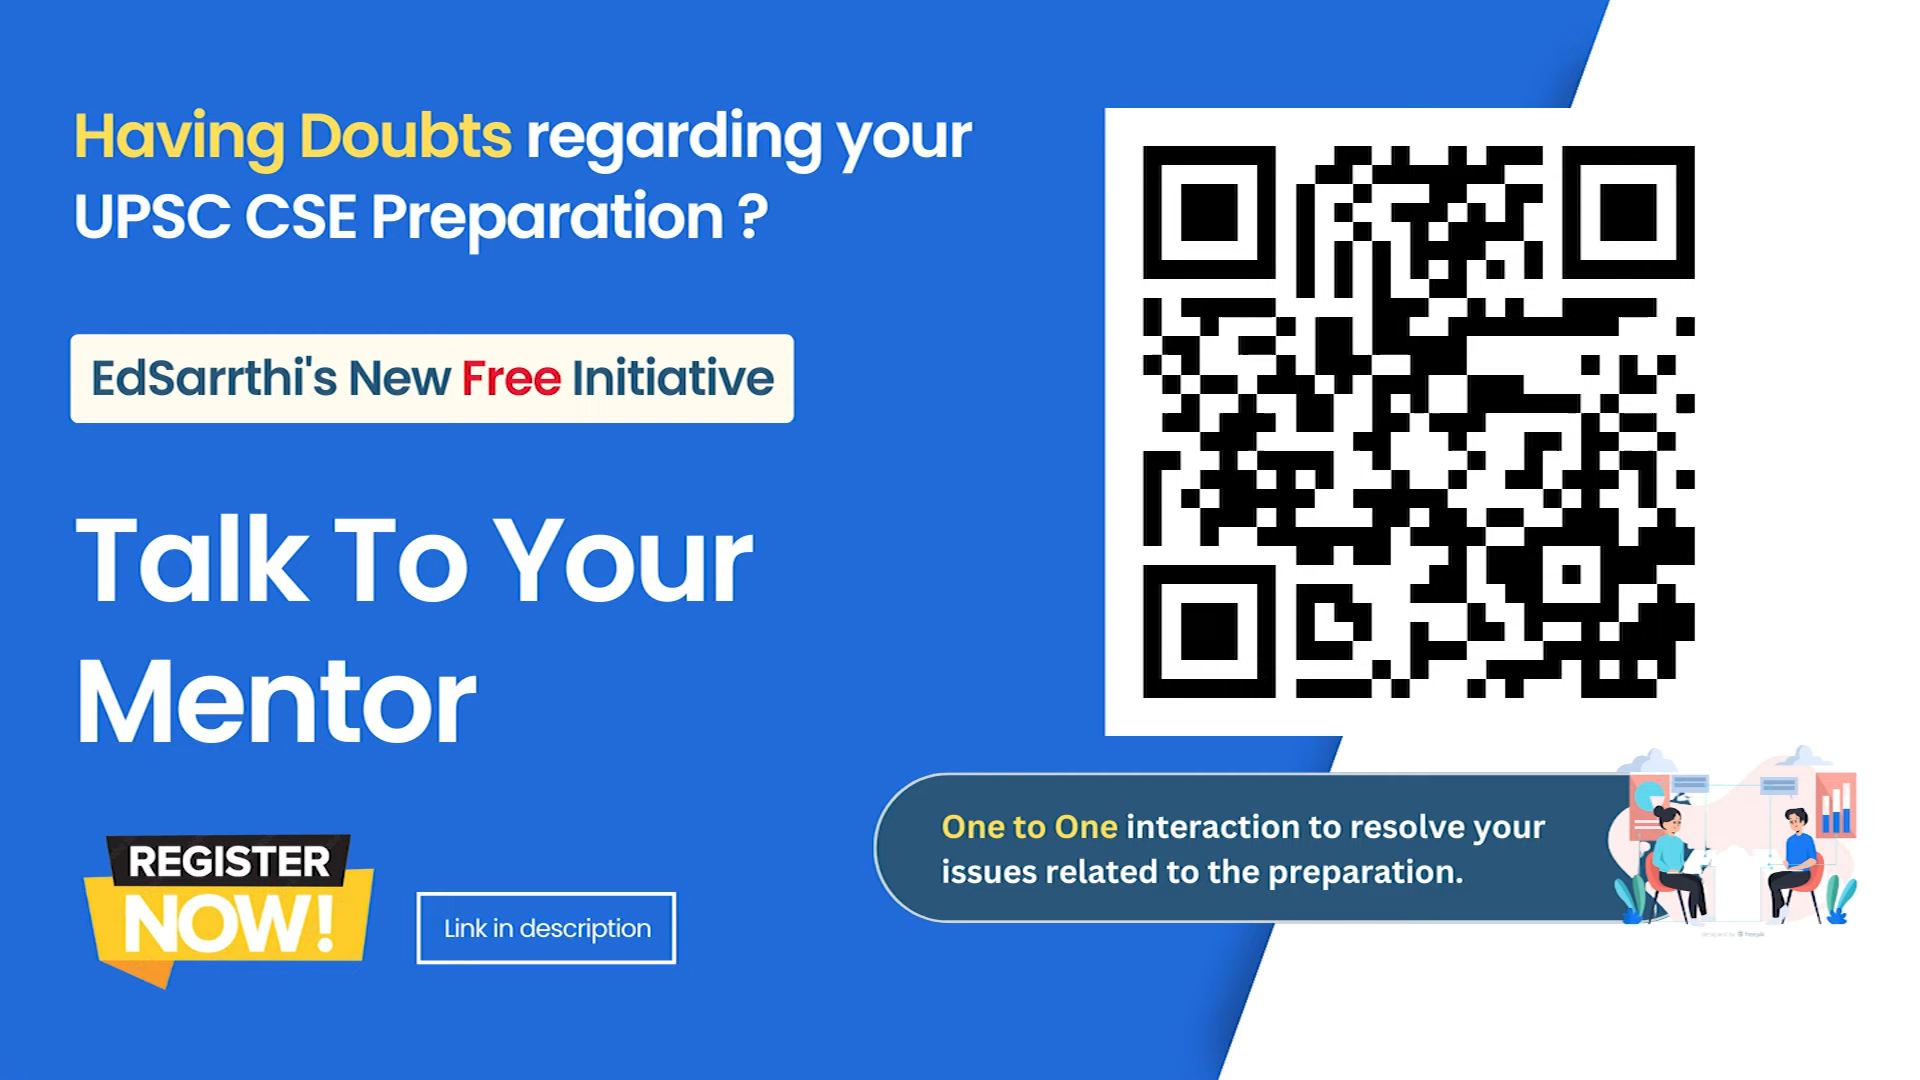 Having Doubts regarding your
UPSC CSE Preparation ?
EdSarrthi's New Free Initiative
Talk To Your
Mentor
REGISTER
NOW!
Link in description
One to One interaction to resolve your
issues related to the preparation.